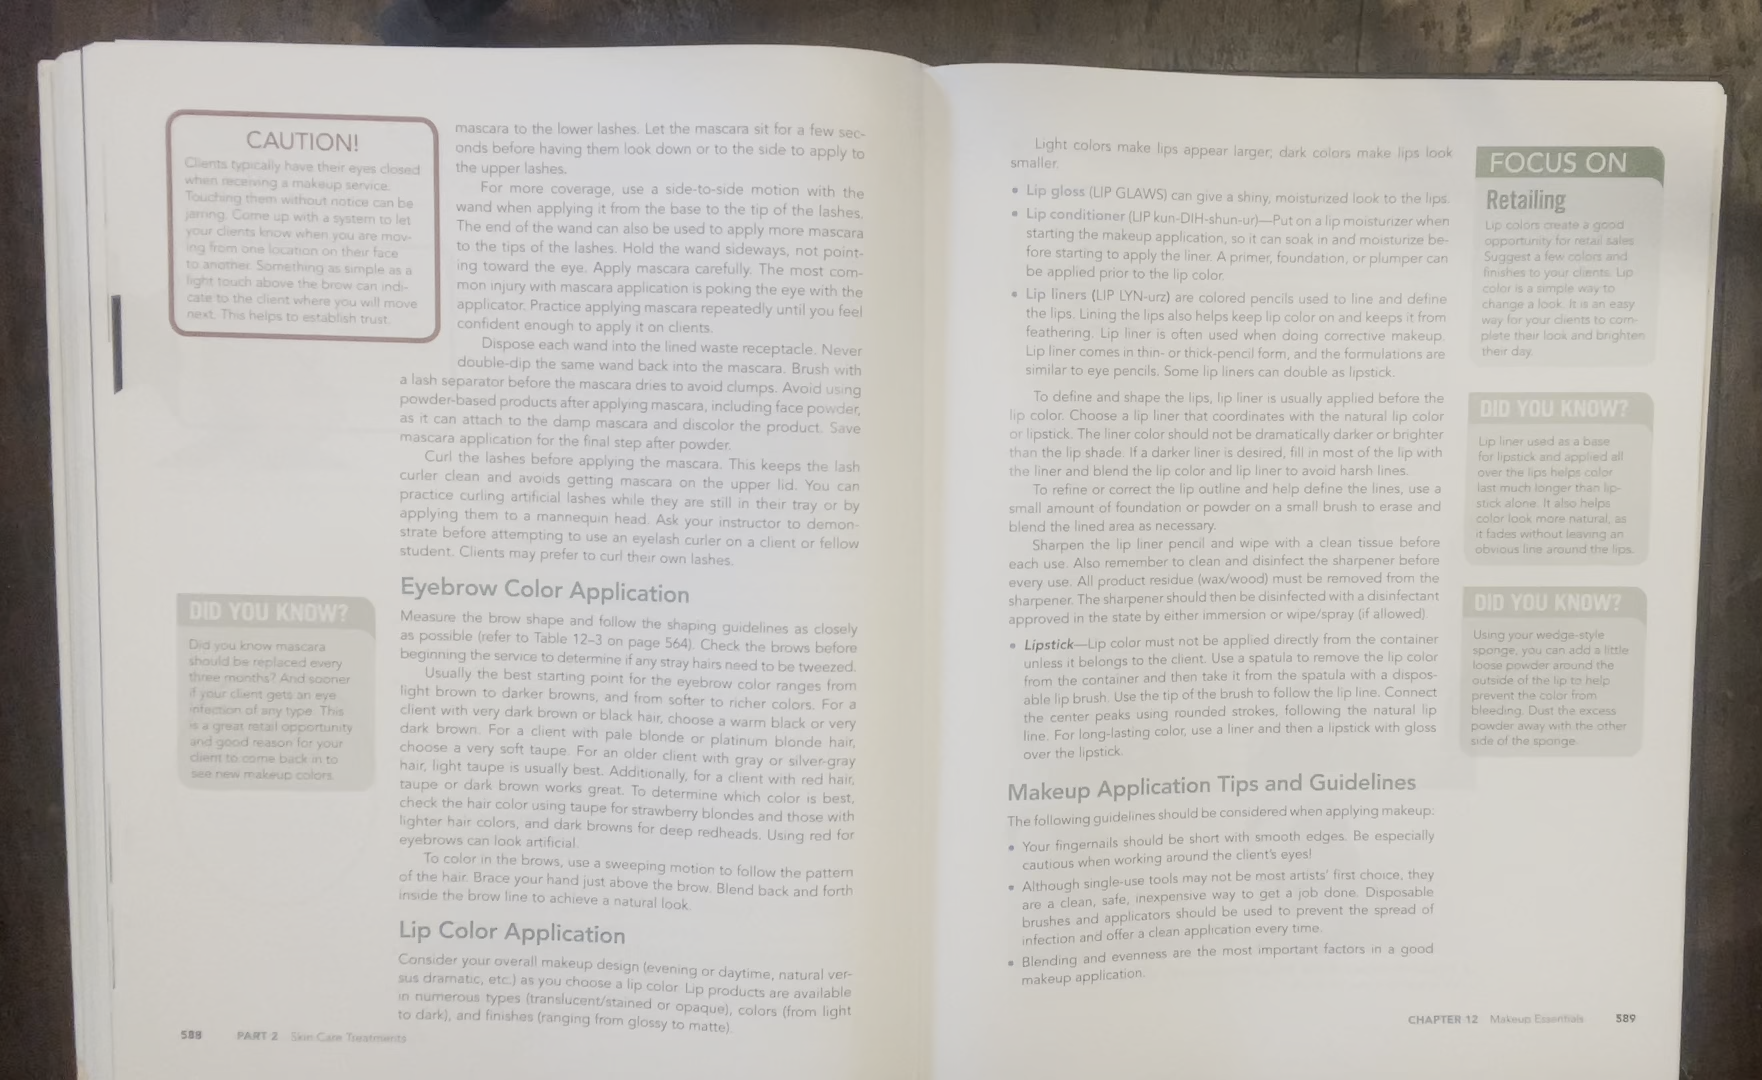 CAUTION!
Clients typically have their eyes closed
when receiving a makeup service.
Touching them without notice can be
jarring. Come up with a system to let
your clients know when you are mov-
ing from one location on their face
to another. Something as simple as a
light touch above the brow can indi-
cate to the client where you will move
next. This helps to establish trust.
mascara to the lower lashes. Let the mascara sit for a few sec-
onds before having them look down or to the side to apply to
the upper lashes.
For more coverage, use a side-to-side motion with the
wand when applying it from the base to the tip of the lashes.
The end of the wand can also be used to apply more mascara
to the tips of the lashes. Hold the wand sideways, not point-
ing toward the eye. Apply mascara carefully. The most com-
mon injury with mascara application is poking the eye with the
applicator. Practice applying mascara repeatedly until you feel
confident enough to apply it on clients.
Dispose each wand into the lined waste receptacle. Never
double-dip the same wand back into the mascara. Brush with
a lash separator before the mascara dries to avoid clumps. Avoid using
powder-based products after applying mascara, including face powder,
as it can attach to the damp mascara and discolor the product. Save
mascara application for the final step after powder.
Curl the lashes before applying the mascara. This keeps the lash
curler clean and avoids getting mascara on the upper lid. You can
practice curling artificial lashes while they are still in their tray or by
applying them to a mannequin head. Ask your instructor to demon-
strate before attempting to use an eyelash curler on a client or fellow
student. Clients may prefer to curl their own lashes.
Eyebrow Color Application
Measure the brow shape and follow the shaping guidelines as closely
as possible (refer to Table 12–3 on page 564). Check the brows before
beginning the service to determine if any stray hairs need to be tweezed.
Usually the best starting point for the eyebrow color ranges from
light brown to darker browns, and from softer to richer colors. For a
client with very dark brown or black hair, choose a warm black or very
dark brown. For a client with pale blonde or platinum blonde hair,
choose a very soft taupe. For an older client with gray or silver-gray
hair, light taupe is usually best. Additionally, for a client with red hair,
taupe or dark brown works great. To determine which color is best,
check the hair color using taupe for strawberry blondes and those with
lighter hair colors, and dark browns for deep redheads. Using red for
eyebrows can look artificial.
To color in the brows, use a sweeping motion to follow the pattern
of the hair. Brace your hand just above the brow. Blend back and forth
inside the brow line to achieve a natural look.
DID YOU KNOW?
Did you know mascara
should be replaced every
three months? And sooner
if your client gets an eye
infection of any type. This
is a great retail opportunity
and good reason for your
client to come back in to
see new makeup colors.
Lip Color Application
Consider your overall makeup design (evening or daytime, natural ver-
sus dramatic, etc.) as you choose a lip color. Lip products are available
in numerous types (translucent/stained or opaque), colors (from light
to dark), and finishes (ranging from glossy to matte).
588 PART 2 Skin Care Treatments
Light colors make lips appear larger; dark colors make lips look
smaller.
• Lip gloss (LIP GLAWS) can give a shiny, moisturized look to the lips.
• Lip conditioner (LIP kun-DIH-shun-ur)—Put on a lip moisturizer when
starting the makeup application, so it can soak in and moisturize be-
fore starting to apply the liner. A primer, foundation, or plumper can
be applied prior to the lip color.
• Lip liners (LIP LYN-urz) are colored pencils used to line and define
the lips. Lining the lips also helps keep lip color on and keeps it from
feathering. Lip liner is often used when doing corrective makeup.
Lip liner comes in thin- or thick-pencil form, and the formulations are
similar to eye pencils. Some lip liners can double as lipstick.
To define and shape the lips, lip liner is usually applied before the
lip color. Choose a lip liner that coordinates with the natural lip color
or lipstick. The liner color should not be dramatically darker or brighter
than the lip shade. If a darker liner is desired, fill in most of the lip with
the liner and blend the lip color and lip liner to avoid harsh lines.
To refine or correct the lip outline and help define the lines, use a
small amount of foundation or powder on a small brush to erase and
blend the lined area as necessary.
Sharpen the lip liner pencil and wipe with a clean tissue before
each use. Also remember to clean and disinfect the sharpener before
every use. All product residue (wax/wood) must be removed from the
sharpener. The sharpener should then be disinfected with a disinfectant
approved in the state by either immersion or wipe/spray (if allowed).
• Lipstick—Lip color must not be applied directly from the container
unless it belongs to the client. Use a spatula to remove the lip color
from the container and then take it from the spatula with a dispos-
able lip brush. Use the tip of the brush to follow the lip line. Connect
the center peaks using rounded strokes, following the natural lip
line. For long-lasting color, use a liner and then a lipstick with gloss
over the lipstick.
Makeup Application Tips and Guidelines
The following guidelines should be considered when applying makeup:
• Your fingernails should be short with smooth edges. Be especially
cautious when working around the client's eyes!
• Although single-use tools may not be most artists' first choice, they
are a clean, safe, inexpensive way to get a job done. Disposable
brushes and applicators should be used to prevent the spread of
infection and offer a clean application every time.
• Blending and evenness are the most important factors in a good
makeup application.
FOCUS ON
Retailing
Lip colors create a good
opportunity for retail sales.
Suggest a few colors and
finishes to your clients. Lip
color is a simple way to
change a look. It is an easy
way for your clients to com-
plete their look and brighten
their day.
DID YOU KNOW?
Lip liner used as a base
for lipstick and applied all
over the lips helps color
last much longer than lip-
stick alone. It also helps
color look more natural, as
it fades without leaving an
obvious line around the lips.
DID YOU KNOW?
Using your wedge-style
sponge, you can add a little
loose powder around the
outside of the lip to help
prevent the color from
bleeding. Dust the excess
powder away with the other
side of the sponge.
CHAPTER 12 Makeup Essentials 589